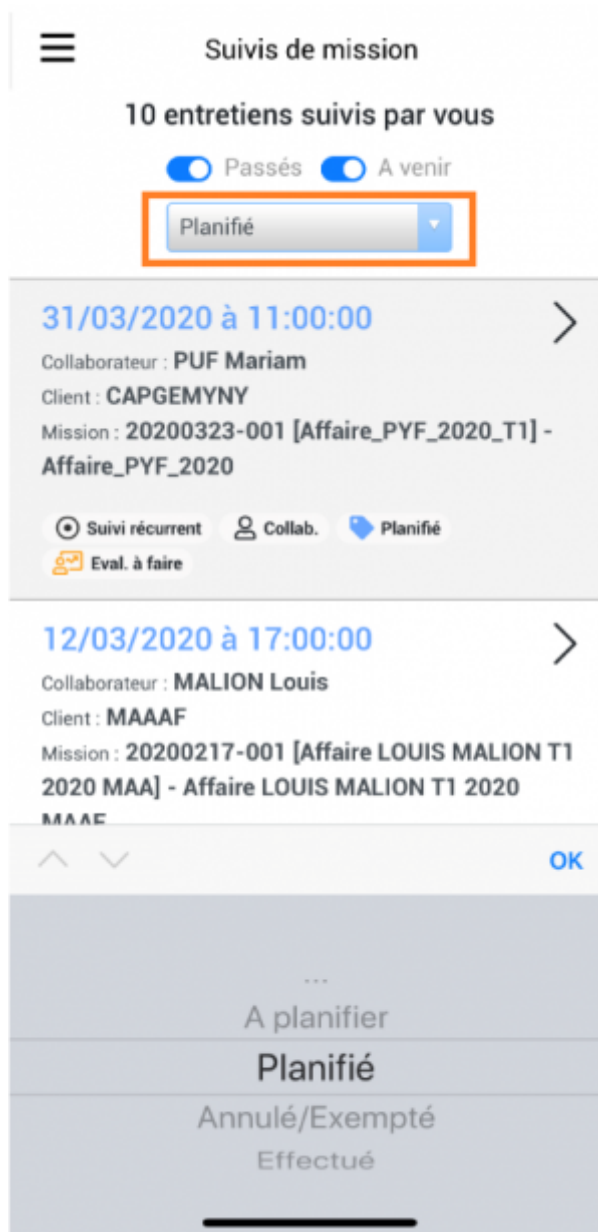 Suivis de mission
10 entretiens suivis par vous
Passés A venir
Planifié
31/03/2020 à 11:00:00
Collaborateur : PUF Mariam
Client : CAPGEMYNY
Mission : 20200323-001 [Affaire_PYF_2020_T1] -
Affaire_PYF_2020
Suivi récurrent Collab. Planifié
Eval. à faire
12/03/2020 à 17:00:00
Collaborateur : MALION Louis
Client : MAAAF
Mission : 20200217-001 [Affaire LOUIS MALION T1
2020 MAA] - Affaire LOUIS MALION T1 2020
MAAF
OK
...
A planifier
Planifié
Annulé/Exempté
Effectué